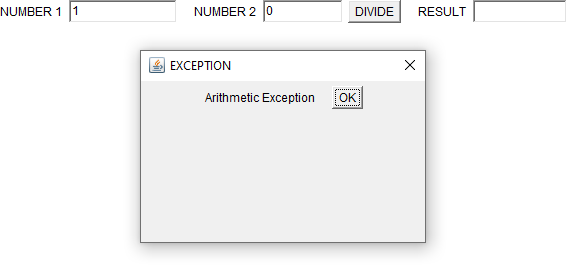 NUMBER 1 1 NUMBER 2 0 DIVIDE RESULT
EXCEPTION
Arithmetic Exception OK